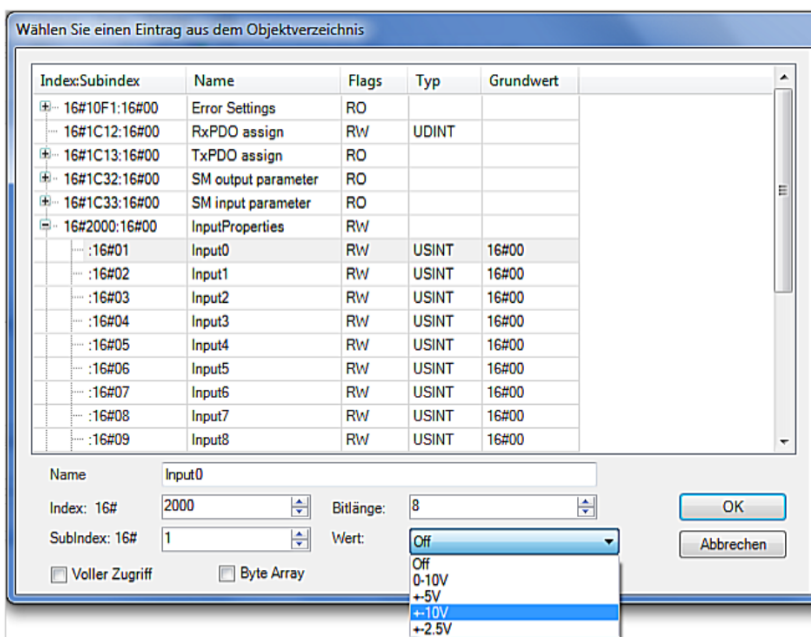 Wählen Sie einen Eintrag aus dem Objektverzeichnis
Index:Subindex Name Flags Typ Grundwert
16#10F1:16#00 Error Settings RO
16#1C12:16#00 RxPDO assign RW UDINT
16#1C13:16#00 TxPDO assign RO
16#1C32:16#00 SM output parameter RO
16#1C33:16#00 SM input parameter RO
16#2000:16#00 InputProperties RW
:16#01 Input0 RW USINT 16#00
:16#02 Input1 RW USINT 16#00
:16#03 Input2 RW USINT 16#00
:16#04 Input3 RW USINT 16#00
:16#05 Input4 RW USINT 16#00
:16#06 Input5 RW USINT 16#00
:16#07 Input6 RW USINT 16#00
:16#08 Input7 RW USINT 16#00
:16#09 Input8 RW USINT 16#00
Name Input0
Index: 16# 2000 Bitlänge: 8 OK
SubIndex: 16# 1 Wert: Off Abbrechen
Voller Zugriff Byte Array
Off
0-10V
+-5V
+-10V
+-2.5V